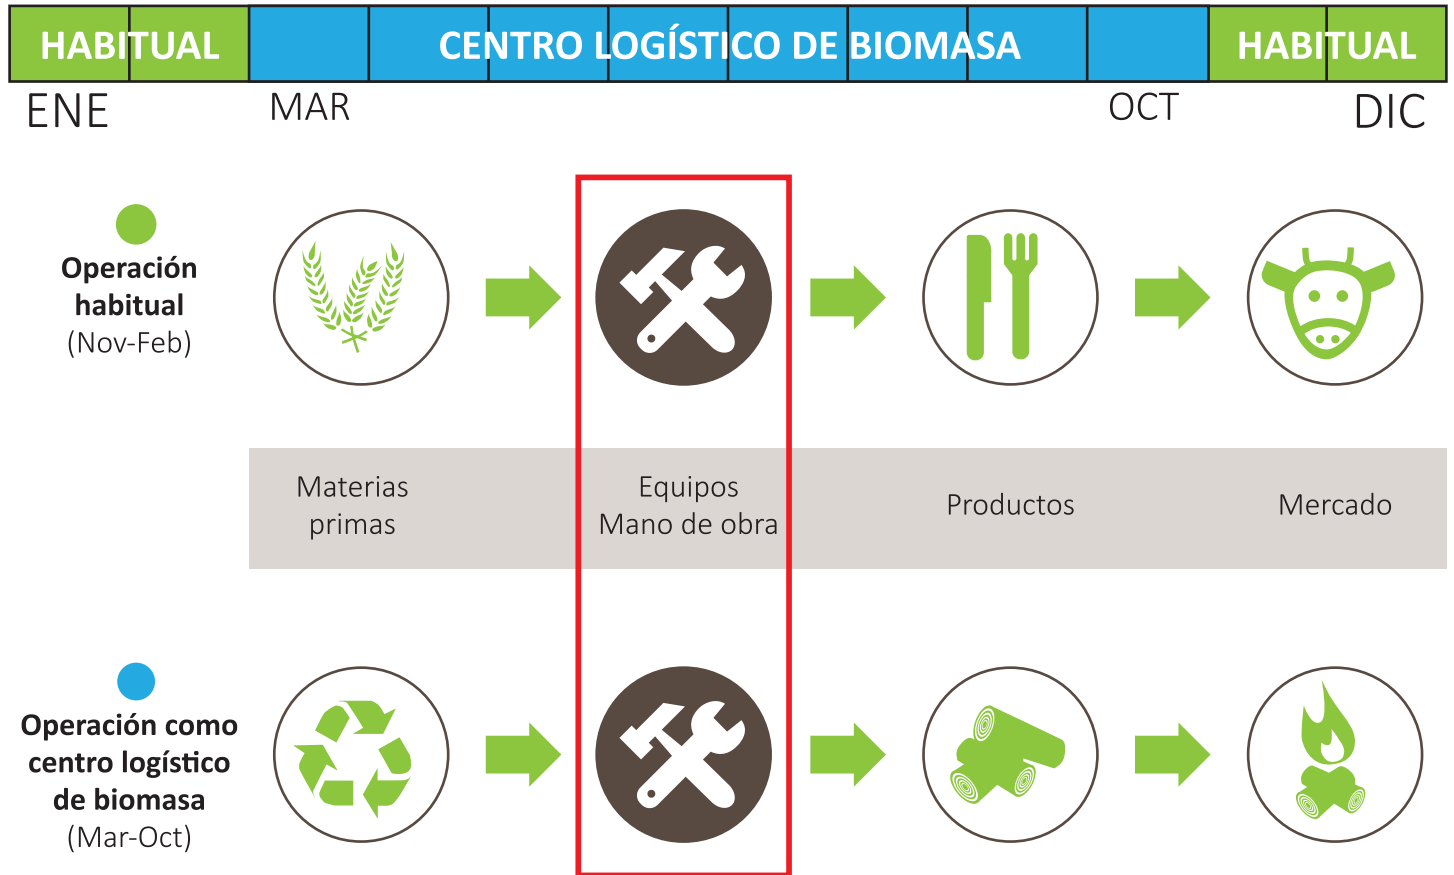 HABITUAL CENTRO LOGÍSTICO DE BIOMASA HABITUAL
ENE MAR OCT DIC
Operación
habitual
(Nov-Feb)
Materias
primas
Equipos
Mano de obra
Productos
Mercado
Operación como
centro logístico
de biomasa
(Mar-Oct)